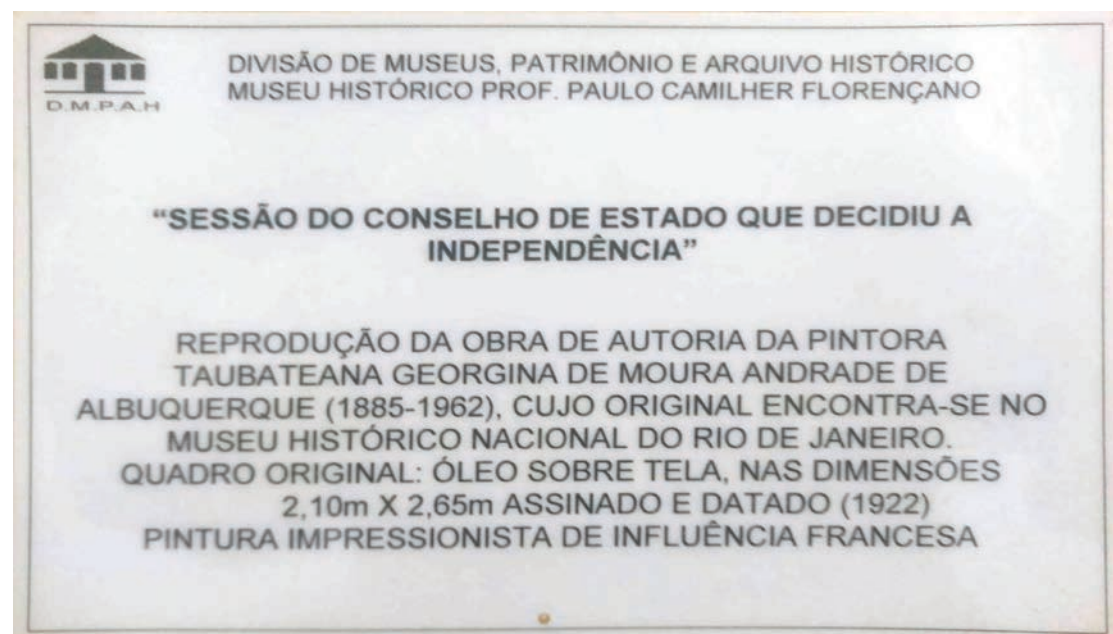 DIVISÃO DE MUSEUS, PATRIMÔNIO E ARQUIVO HISTÓRICO
MUSEU HISTÓRICO PROF. PAULO CAMILHER FLORENÇANO
D.M.P.A.H
“SESSÃO DO CONSELHO DE ESTADO QUE DECIDIU A
INDEPENDÊNCIA”
REPRODUÇÃO DA OBRA DE AUTORIA DA PINTORA
TAUBATEANA GEORGINA DE MOURA ANDRADE DE
ALBUQUERQUE (1885-1962), CUJO ORIGINAL ENCONTRA-SE NO
MUSEU HISTÓRICO NACIONAL DO RIO DE JANEIRO.
QUADRO ORIGINAL: ÓLEO SOBRE TELA, NAS DIMENSÕES
2,10m X 2,65m ASSINADO E DATADO (1922)
PINTURA IMPRESSIONISTA DE INFLUÊNCIA FRANCESA